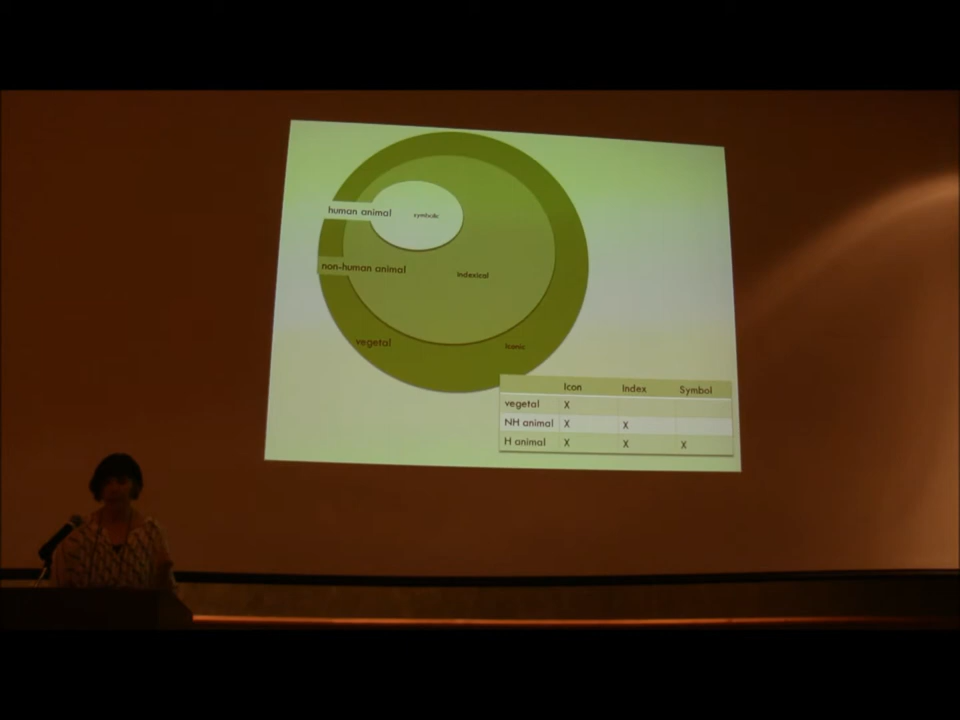 human animal symbolic
non-human animal indexical
vegetal iconic
Icon Index Symbol
vegetal X
NH animal X X
H animal X X X